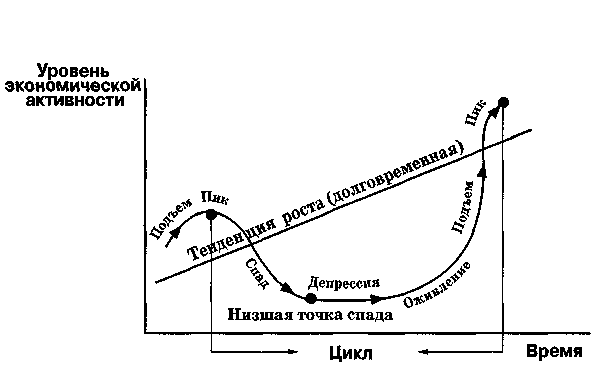 Уровень
экономической
активности
Пик
Подъем
Пик
Тенденция роста (долговременная)
Подъем
Спад
Депрессия
Оживление
Низшая точка спада
Цикл
Время